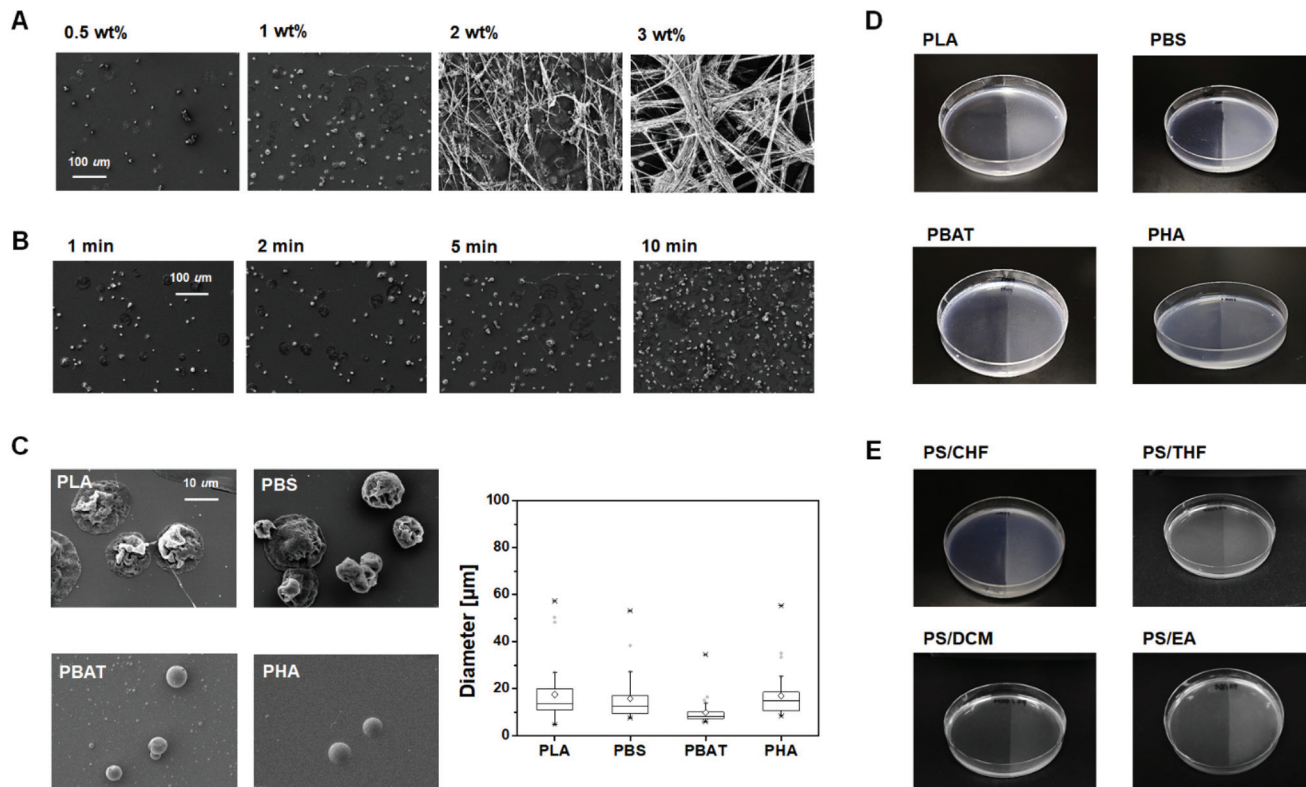 A
0.5 wt%
1 wt%
2 wt%
3 wt%
100 um
B
1 min
2 min
5 min
10 min
100 um
C
PLA
10 um
PBS
PBAT
PHA
Diameter [µm]
100
80
60
40
20
0
PLA
PBS
PBAT
PHA
D
PLA
PBS
PBAT
PHA
E
PS/CHF
PS/THF
PS/DCM
PS/EA